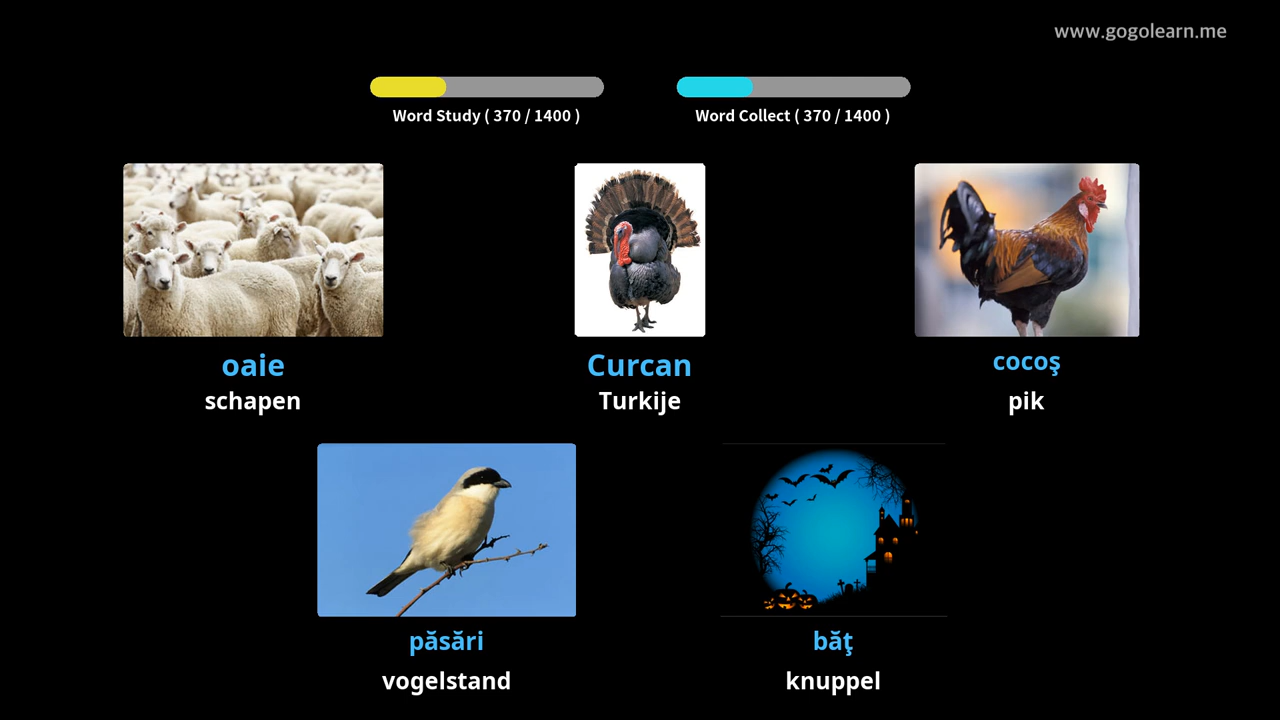 www.gogolearn.me
Word Study ( 370 / 1400 )
Word Collect ( 370 / 1400 )
oaie
schapen
Curcan
Turkije
cocoş
pik
păsări
vogelstand
băţ
knuppel